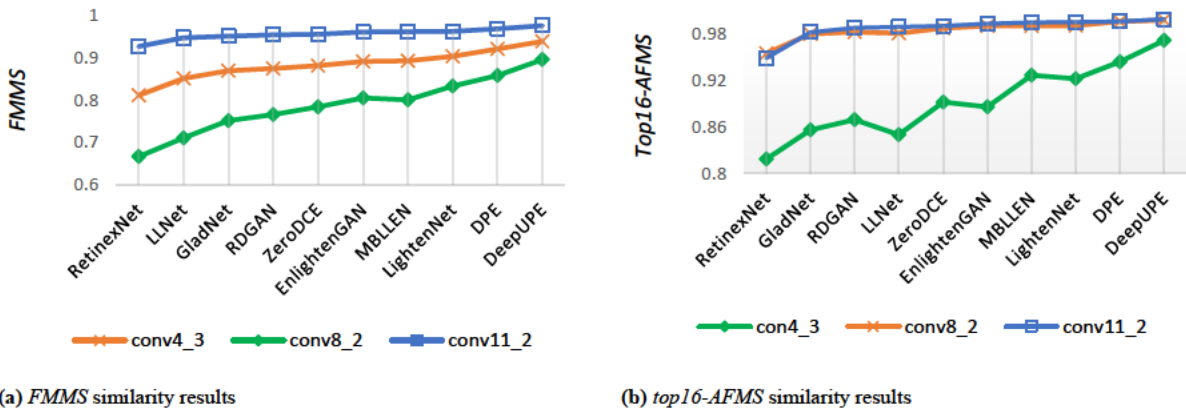 FMMS
1
0.9
0.8
0.7
0.6
RetinexNet
LLNet
GladNet
RDGAN
ZeroDCE
EnlightenGAN
MBLLEN
LightenNet
DPE
DeepUPE
conv4_3 conv8_2 conv11_2
(a) FMMS similarity results
Top16-AFMS
0.98
0.92
0.86
0.8
RetinexNet
GladNet
RDGAN
LLNet
ZeroDCE
EnlightenGAN
MBLLEN
LightenNet
DPE
DeepUPE
con4_3 conv8_2 conv11_2
(b) top16-AFMS similarity results